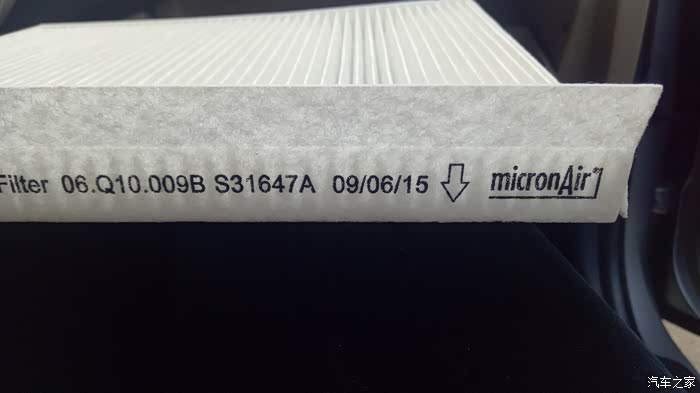 Filter 06.Q10.009B S31647A 09/06/15 micronAir
汽车之家